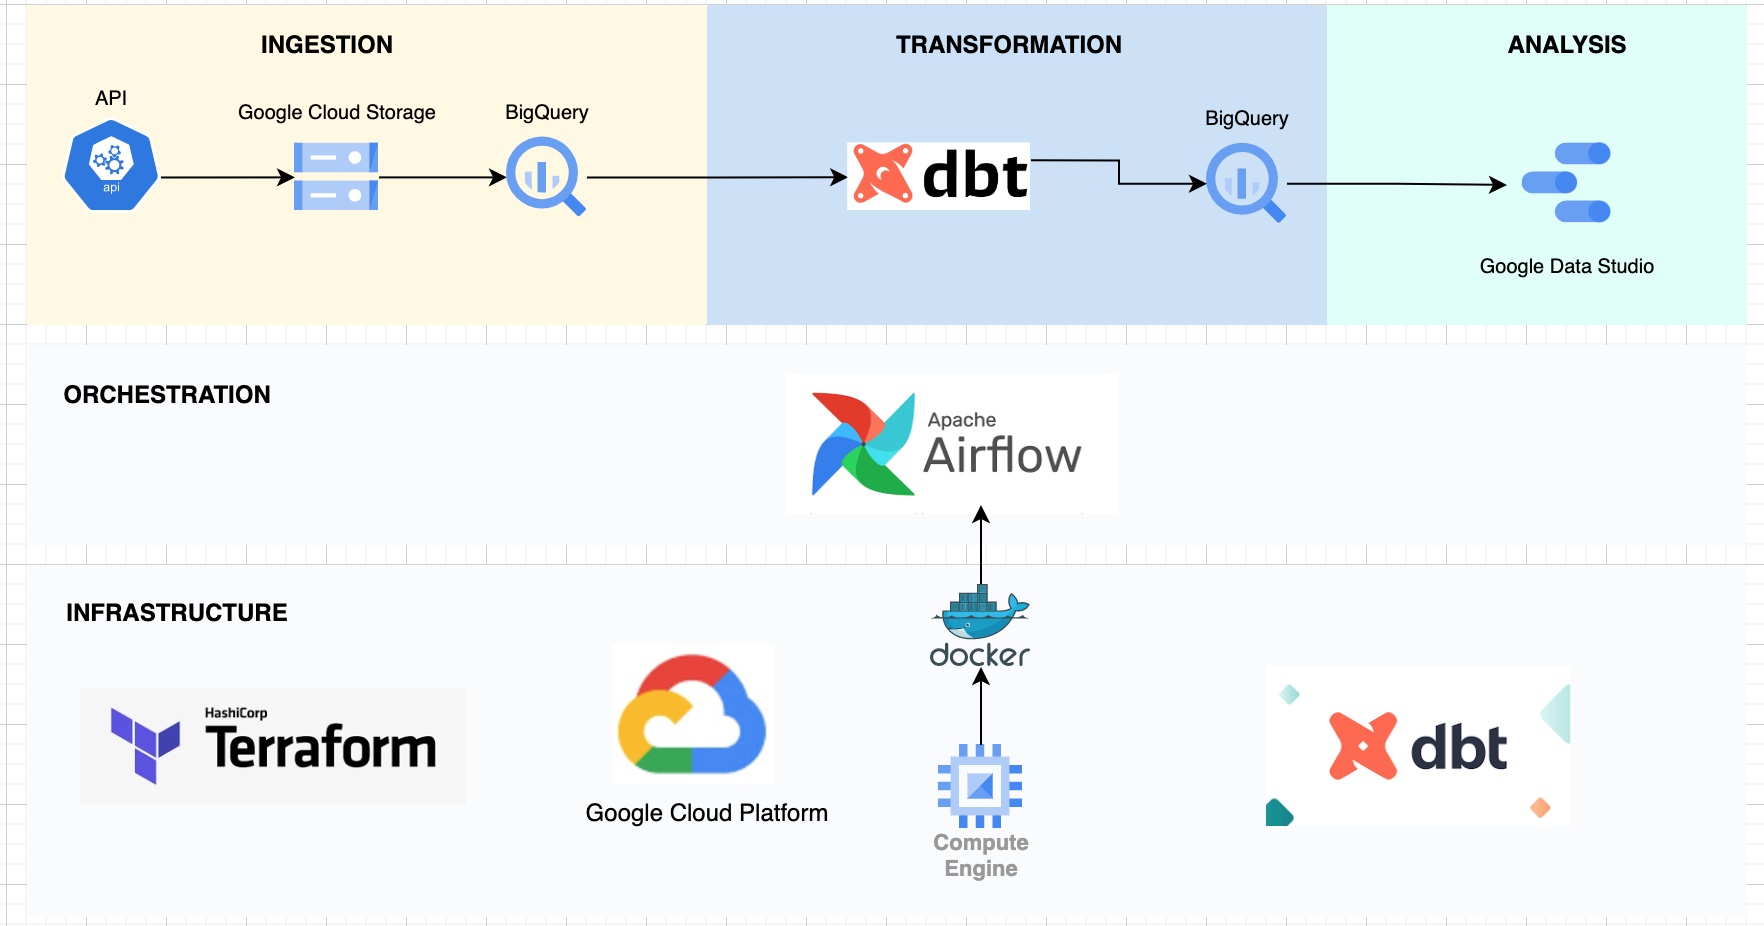 INGESTION
TRANSFORMATION
ANALYSIS
API
Google Cloud Storage
BigQuery
BigQuery
api
dbt
Google Data Studio
ORCHESTRATION
Apache
Airflow
INFRASTRUCTURE
docker
HashiCorp
Terraform
dbt
Google Cloud Platform
Compute
Engine